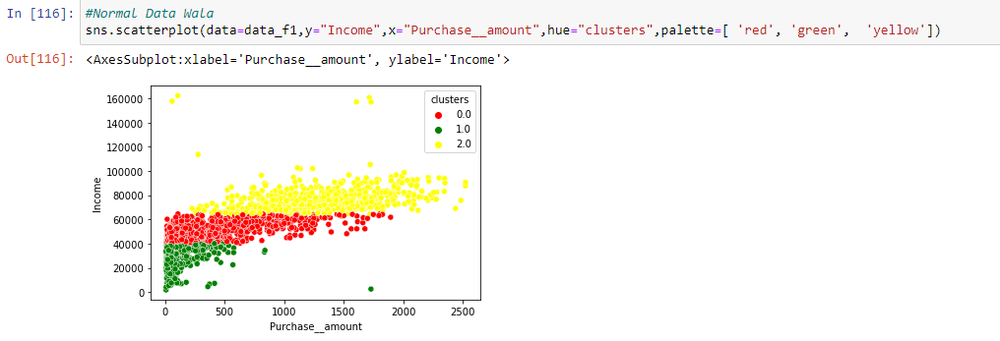 In [116]: #Normal Data Wala
sns.scatterplot(data=data_f1,y="Income",x="Purchase__amount",hue="clusters",palette=[ 'red', 'green',  'yellow'])
Out[116]: <AxesSubplot:xlabel='Purchase__amount', ylabel='Income'>
clusters
0.0
1.0
2.0
160000
140000
120000
100000
80000
60000
40000
20000
0
Income
0 500 1000 1500 2000 2500
Purchase__amount